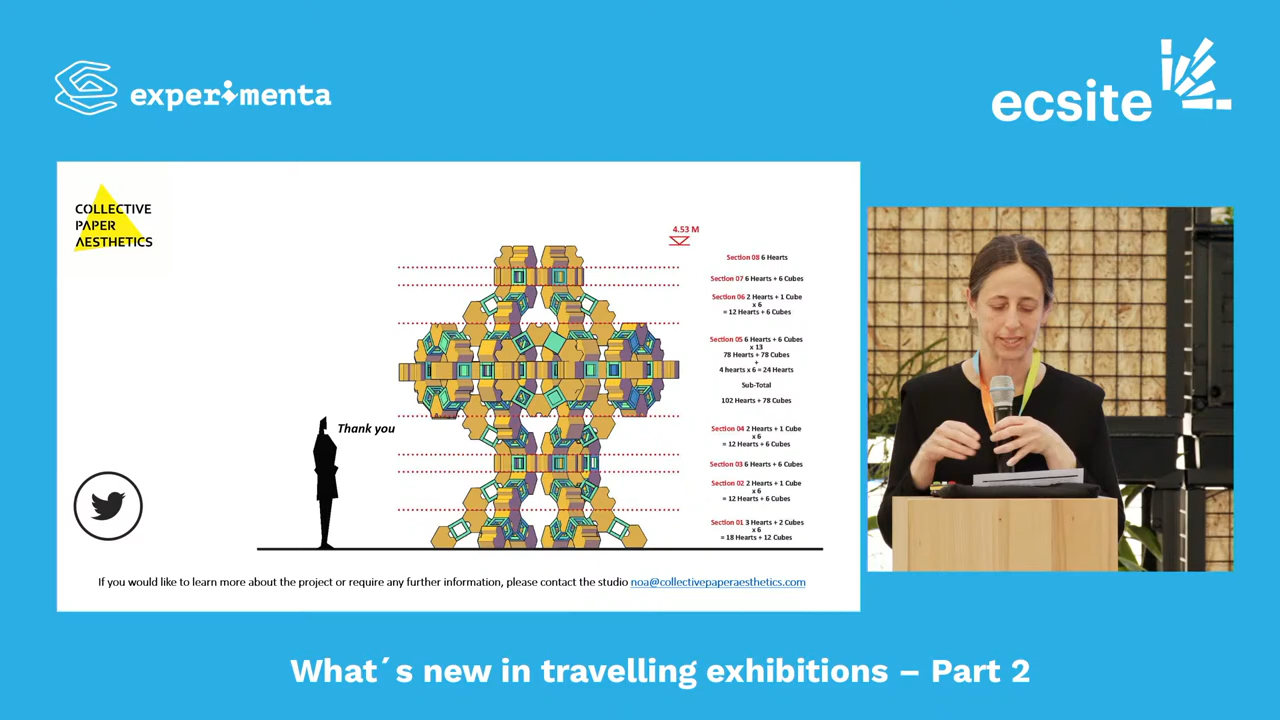 experimenta
ecsite
COLLECTIVE
PAPER
AESTHETICS
4.53 M
Section 08 6 Hearts
Section 07 6 Hearts + 6 Cubes
Section 06 2 Hearts + 1 Cube
x 6
= 12 Hearts + 6 Cubes
Section 05 6 Hearts + 6 Cubes
x 13
78 Hearts + 78 Cubes
+
4 hearts x 6 = 24 Hearts
Sub-Total
102 Hearts + 78 Cubes
Thank you
Section 04 2 Hearts + 1 Cube
x 6
= 12 Hearts + 6 Cubes
Section 03 6 Hearts + 6 Cubes
Section 02 2 Hearts + 1 Cube
x 6
= 12 Hearts + 6 Cubes
Section 01 3 Hearts + 2 Cubes
x 6
= 18 Hearts + 12 Cubes
If you would like to learn more about the project or require any further information, please contact the studio noa@collectivepaperaesthetics.com
What´s new in travelling exhibitions – Part 2